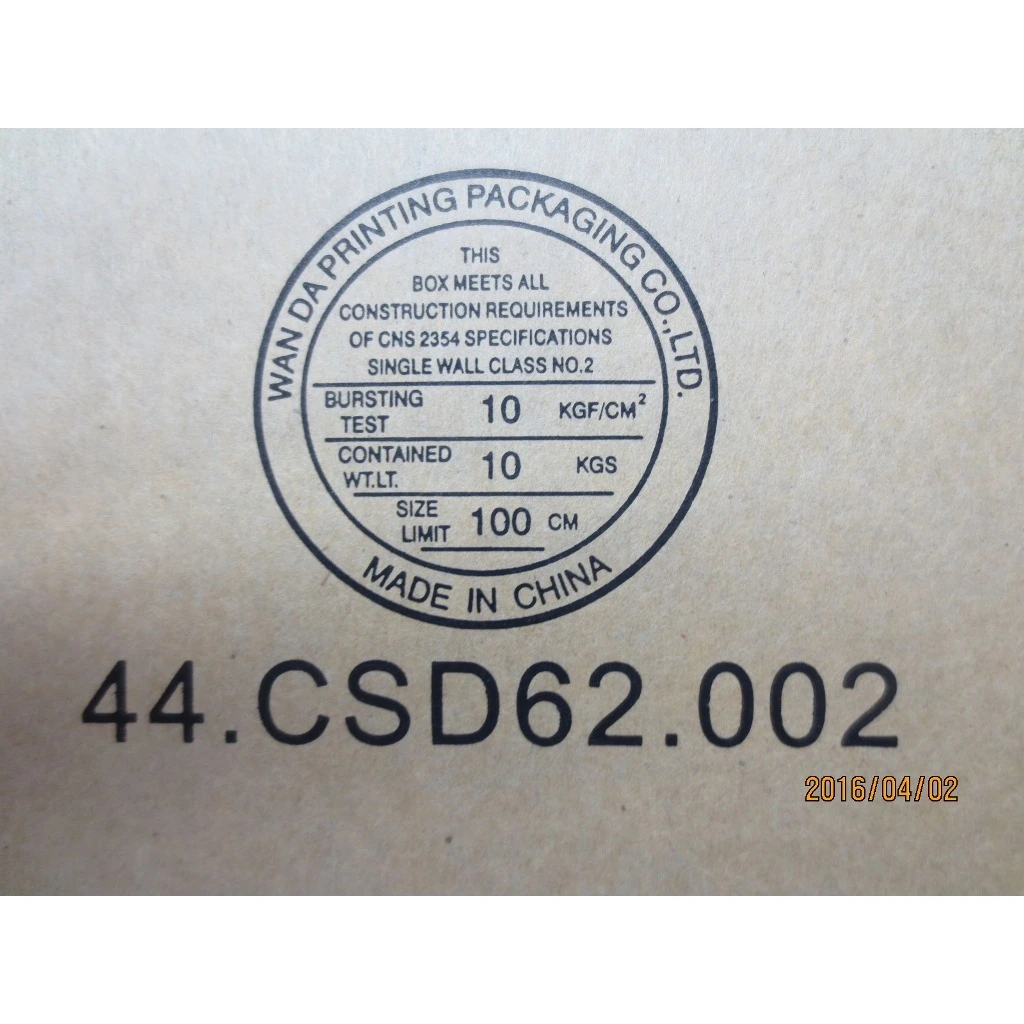 WAN DA PRINTING PACKAGING CO.,LTD.
THIS
BOX MEETS ALL
CONSTRUCTION REQUIREMENTS
OF CNS 2354 SPECIFICATIONS
SINGLE WALL CLASS NO.2
BURSTING TEST 10 KGF/CM²
CONTAINED WT.LT. 10 KGS
SIZE LIMIT 100 CM
MADE IN CHINA
44.CSD62.002
2016/04/02